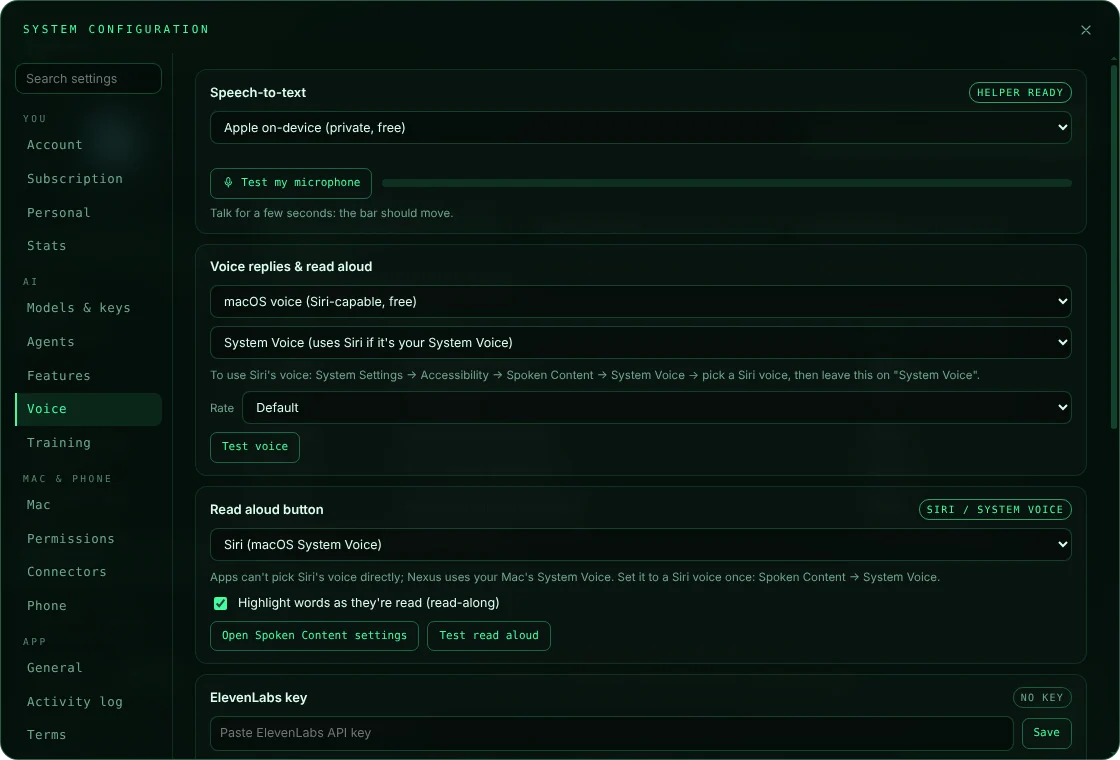 SYSTEM CONFIGURATION
Search settings
YOU
Account
Subscription
Personal
Stats
AI
Models & keys
Agents
Features
Voice
Training
MAC & PHONE
Mac
Permissions
Connectors
Phone
APP
General
Activity log
Terms
Speech-to-text
HELPER READY
Apple on-device (private, free)
Test my microphone
Talk for a few seconds: the bar should move.
Voice replies & read aloud
macOS voice (Siri-capable, free)
System Voice (uses Siri if it's your System Voice)
To use Siri's voice: System Settings → Accessibility → Spoken Content → System Voice → pick a Siri voice, then leave this on "System Voice".
Rate Default
Test voice
Read aloud button
SIRI / SYSTEM VOICE
Siri (macOS System Voice)
Apps can't pick Siri's voice directly; Nexus uses your Mac's System Voice. Set it to a Siri voice once: Spoken Content → System Voice.
Highlight words as they're read (read-along)
Open Spoken Content settings
Test read aloud
ElevenLabs key
NO KEY
Paste ElevenLabs API key
Save